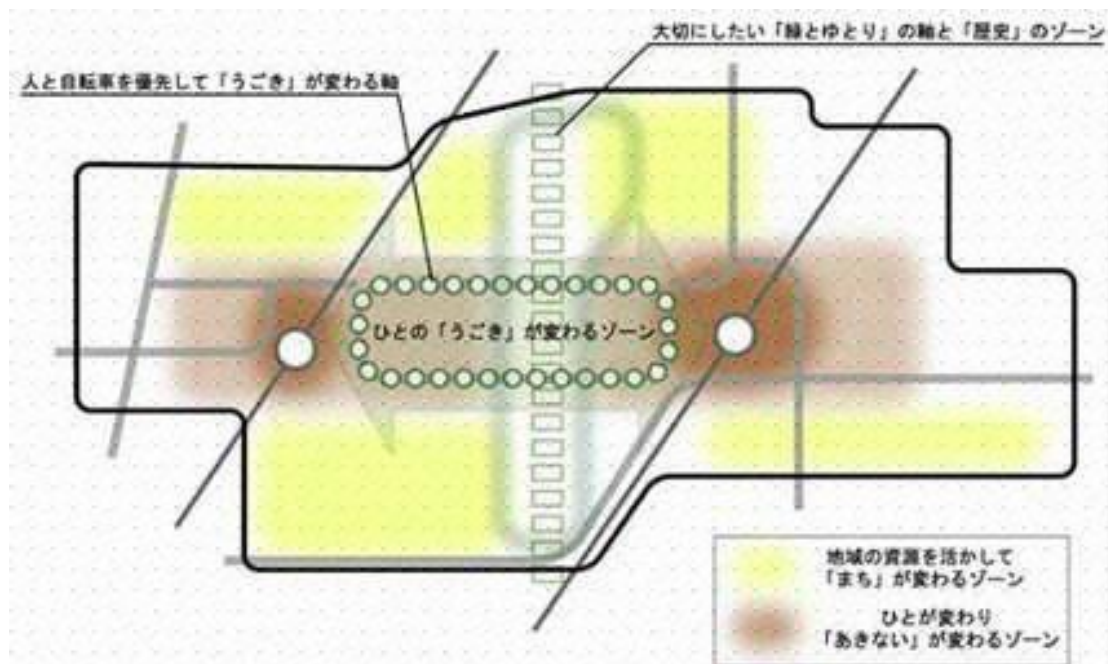 大切にしたい「緑とゆとり」の軸と「歴史」のゾーン
人と自転車を優先して「うごき」が変わる軸
ひとの「うごき」が変わるゾーン
地域の資源を活かして
「まち」が変わるゾーン
ひとが変わり
「あきない」が変わるゾーン